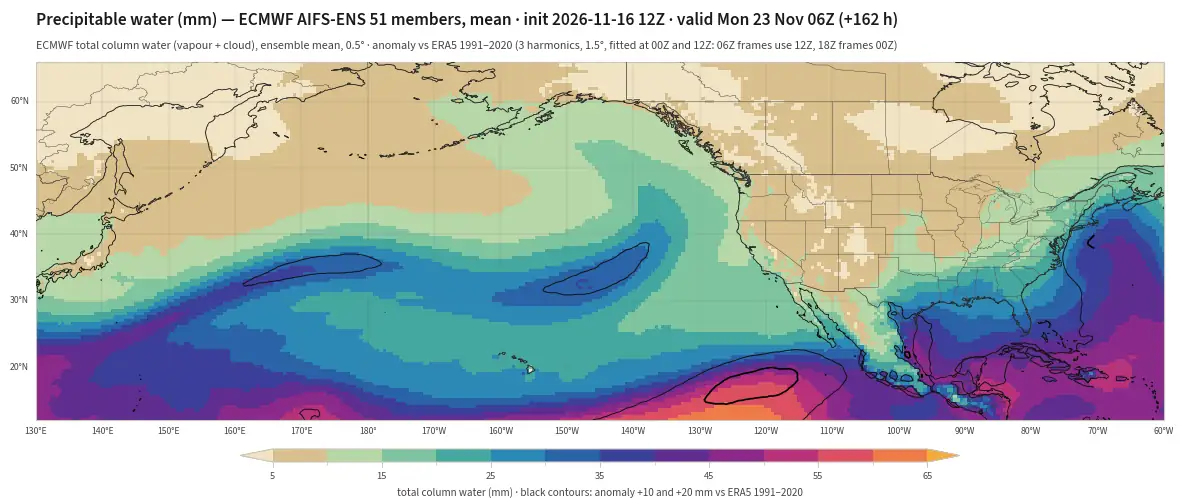 Precipitable water (mm) — ECMWF AIFS-ENS 51 members, mean · init 2026-11-16 12Z · valid Mon 23 Nov 06Z (+162 h)
ECMWF total column water (vapour + cloud), ensemble mean, 0.5° · anomaly vs ERA5 1991–2020 (3 harmonics, 1.5°, fitted at 00Z and 12Z: 06Z frames use 12Z, 18Z frames 00Z)
60°N
50°N
40°N
30°N
20°N
130°E 140°E 150°E 160°E 170°E 180° 170°W 160°W 150°W 140°W 130°W 120°W 110°W 100°W 90°W 80°W 70°W 60°W
5 15 25 35 45 55 65
total column water (mm) · black contours: anomaly +10 and +20 mm vs ERA5 1991–2020